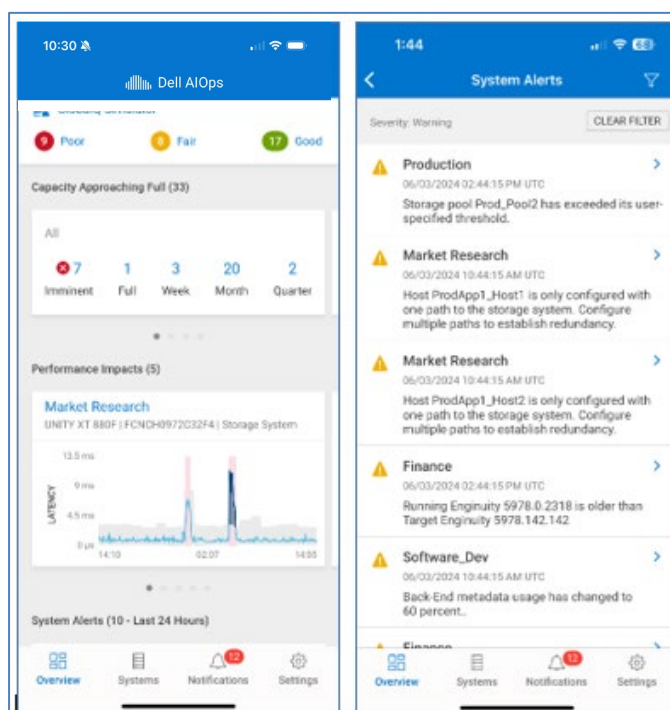 10:30
Dell AIOps
9 Poor
8 Fair
17 Good
Capacity Approaching Full (33)
All
7 1 3 20 2
Imminent Full Week Month Quarter
Performance Impacts (5)
Market Research
UNITY XT 880F | FCNCH0972C32F4 | Storage System
13.5 ms
9 ms
4.5 ms
0 µs
LATENCY
14:10 02:07 14:05
System Alerts (10 - Last 24 Hours)
12
Overview Systems Notifications Settings
1:44
68
System Alerts
Severity: Warning
CLEAR FILTER
Production
06/03/2024 02:44:15 PM UTC
Storage pool Prod_Pool2 has exceeded its user-
specified threshold.
Market Research
06/03/2024 10:44:15 AM UTC
Host ProdApp1_Host1 is only configured with
one path to the storage system. Configure
multiple paths to establish redundancy.
Market Research
06/03/2024 10:44:15 AM UTC
Host ProdApp1_Host2 is only configured with
one path to the storage system. Configure
multiple paths to establish redundancy.
Finance
06/03/2024 02:44:15 PM UTC
Running Enginuity 5978.0.2318 is older than
Target Enginuity 5978.142.142
Software_Dev
06/03/2024 10:44:15 AM UTC
Back-End metadata usage has changed to
60 percent..
Finance
12
Overview Systems Notifications Settings